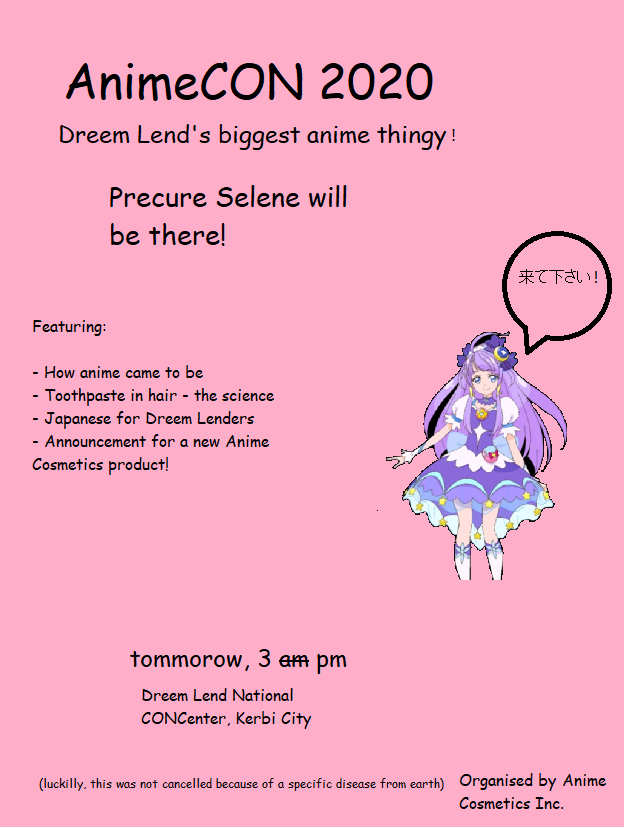 AnimeCON 2020
Dreem Lend's biggest anime thingy!
Precure Selene will
be there!
来て下さい!
Featuring:
- How anime came to be
- Toothpaste in hair - the science
- Japanese for Dreem Lenders
- Announcement for a new Anime
Cosmetics product!
tommorow, 3 am pm
Dreem Lend National
CONCenter, Kerbi City
(luckilly, this was not cancelled because of a specific disease from earth)
Organised by Anime
Cosmetics Inc.